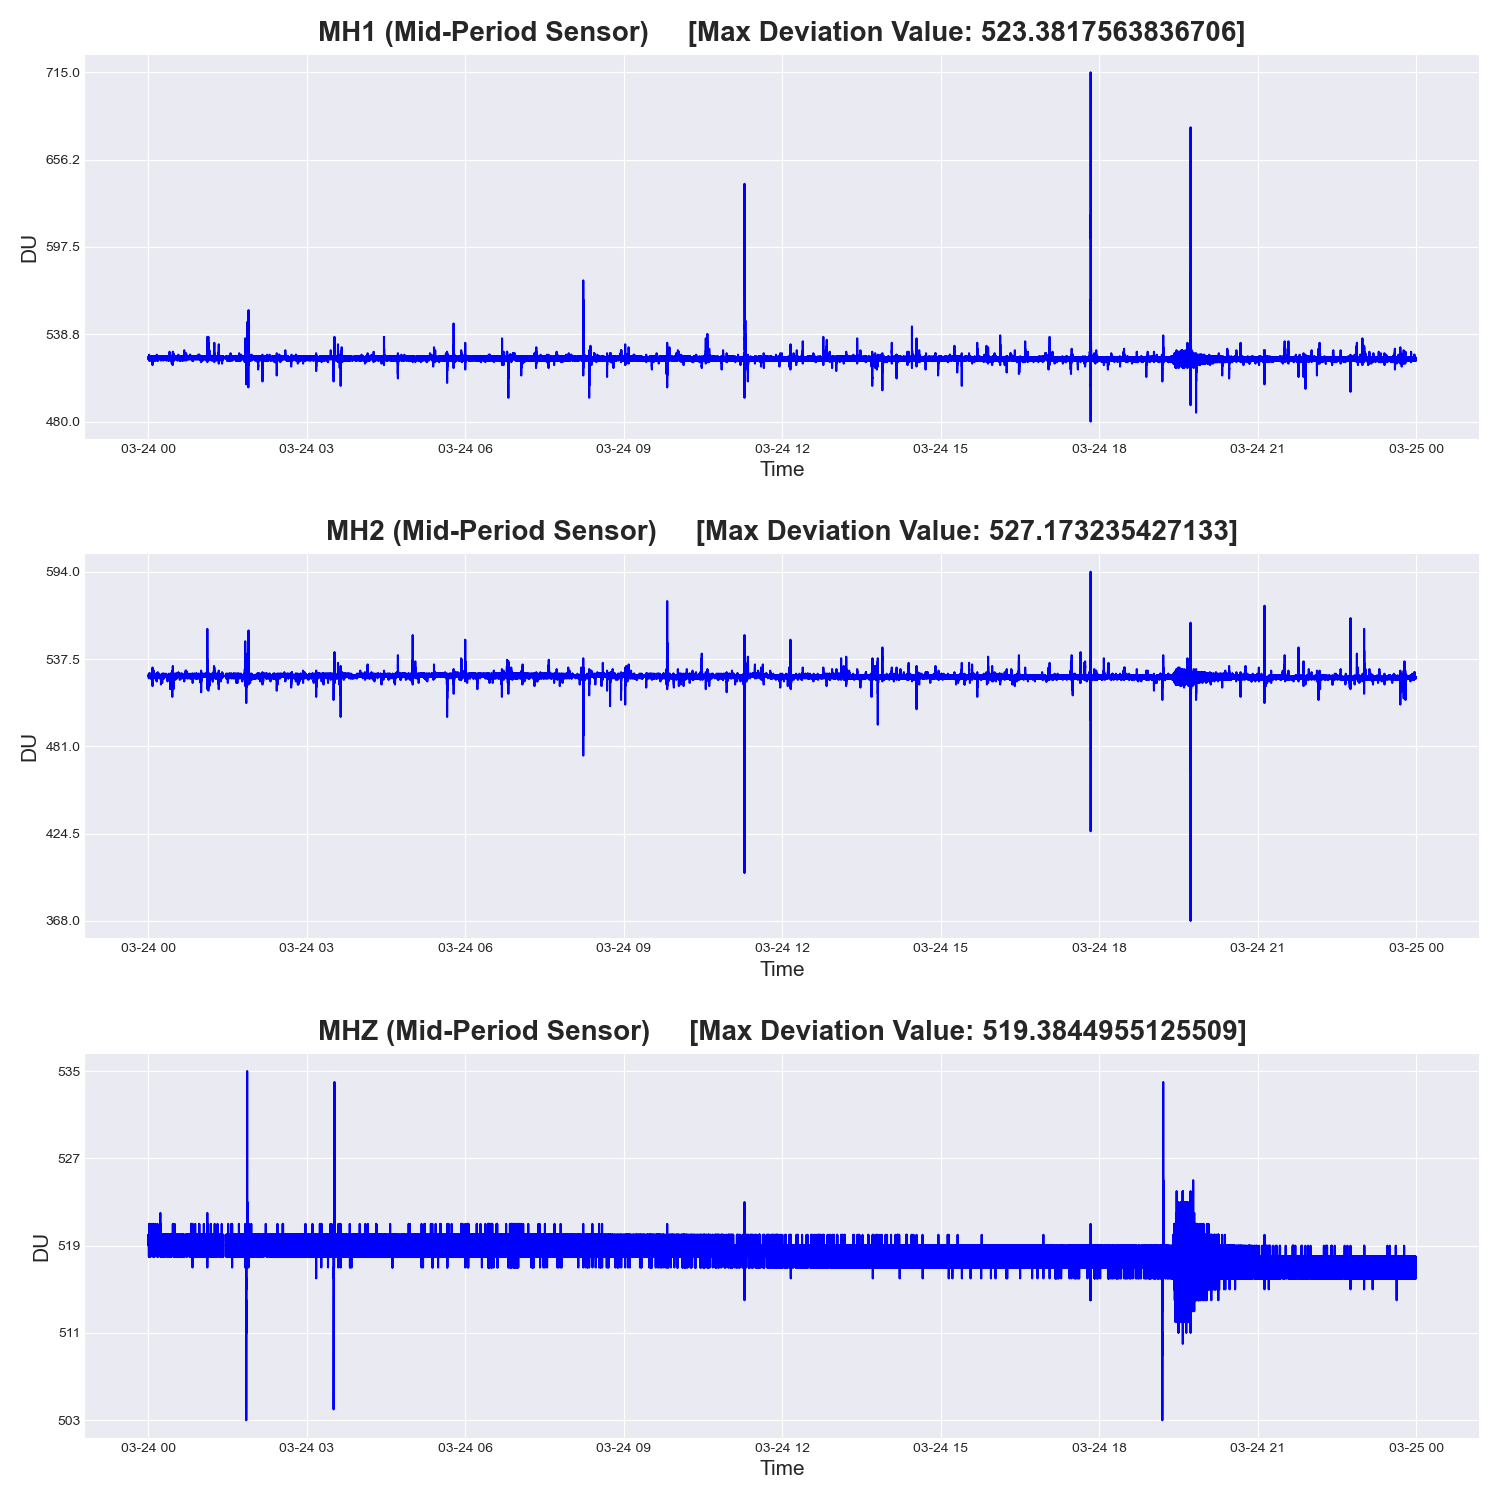 MH1 (Mid-Period Sensor)     [Max Deviation Value: 523.3817563836706]
715.0
656.2
597.5
538.8
480.0
DU
03-24 00 03-24 03 03-24 06 03-24 09 03-24 12 03-24 15 03-24 18 03-24 21 03-25 00
Time
MH2 (Mid-Period Sensor)     [Max Deviation Value: 527.173235427133]
594.0
537.5
481.0
424.5
368.0
DU
03-24 00 03-24 03 03-24 06 03-24 09 03-24 12 03-24 15 03-24 18 03-24 21 03-25 00
Time
MHZ (Mid-Period Sensor)     [Max Deviation Value: 519.3844955125509]
535
527
519
511
503
DU
03-24 00 03-24 03 03-24 06 03-24 09 03-24 12 03-24 15 03-24 18 03-24 21 03-25 00
Time